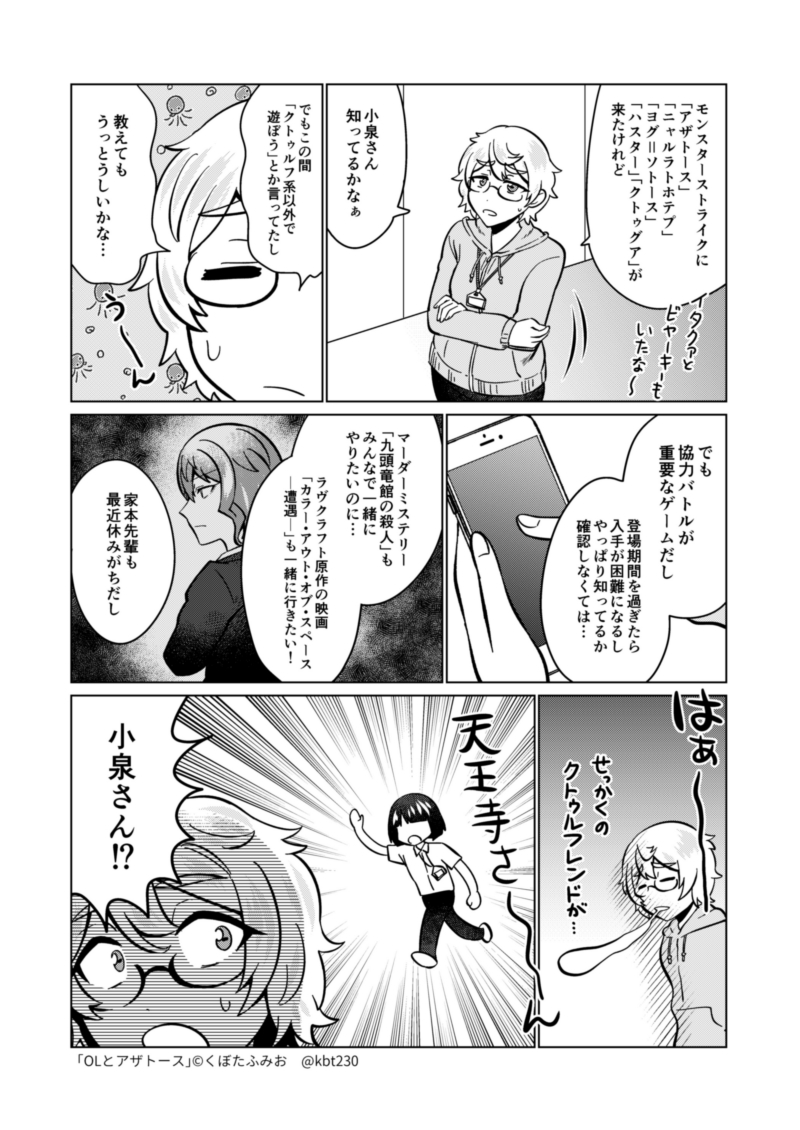 モンスターストライクに
「アザトース」
「ニャルラトホテプ」
「ヨグ=ソトース」
「ハスター」「クトゥグア」が
来たけれど
イタクァと
ビヤーキーも
いたな〜
小泉さん
知ってるかなぁ
でもこの間
「クトゥルフ系以外で
遊ぼう」とか言ってたし
教えても
うっとうしいかな…
う〜〜ん
でも
協力バトルが
重要なゲームだし
登場期間を過ぎたら
入手が困難になるし
やっぱり知ってるか
確認しなくては…
マーダーミステリー
「九頭竜館の殺人」も
みんなで一緒に
やりたいのに…
ラヴクラフト原作の映画
「カラー・アウト・オブ・スペース
―遭遇―」も一緒に行きたい!
家本先輩も
最近休みがちだし
はぁ〜〜
せっかくの
クトゥルフレンドが…
天王寺さ〜〜ん
小泉さん!?
「OLとアザトース」©くぼたふみお @kbt230